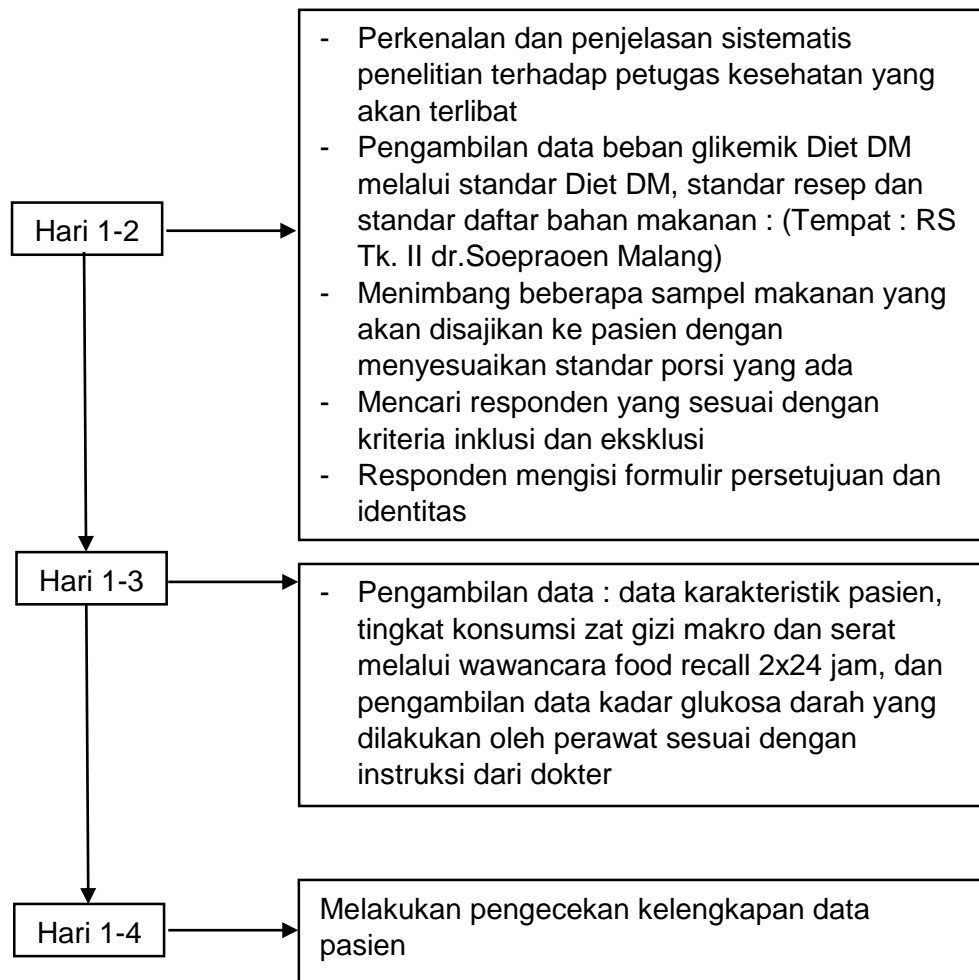 Hari 1-2
- Perkenalan dan penjelasan sistematis
penelitian terhadap petugas kesehatan yang
akan terlibat
- Pengambilan data beban glikemik Diet DM
melalui standar Diet DM, standar resep dan
standar daftar bahan makanan : (Tempat : RS
Tk. II dr.Soepraoen Malang)
- Menimbang beberapa sampel makanan yang
akan disajikan ke pasien dengan
menyesuaikan standar porsi yang ada
- Mencari responden yang sesuai dengan
kriteria inklusi dan eksklusi
- Responden mengisi formulir persetujuan dan
identitas
Hari 1-3
- Pengambilan data : data karakteristik pasien,
tingkat konsumsi zat gizi makro dan serat
melalui wawancara food recall 2x24 jam, dan
pengambilan data kadar glukosa darah yang
dilakukan oleh perawat sesuai dengan
instruksi dari dokter
Hari 1-4
Melakukan pengecekan kelengkapan data
pasien